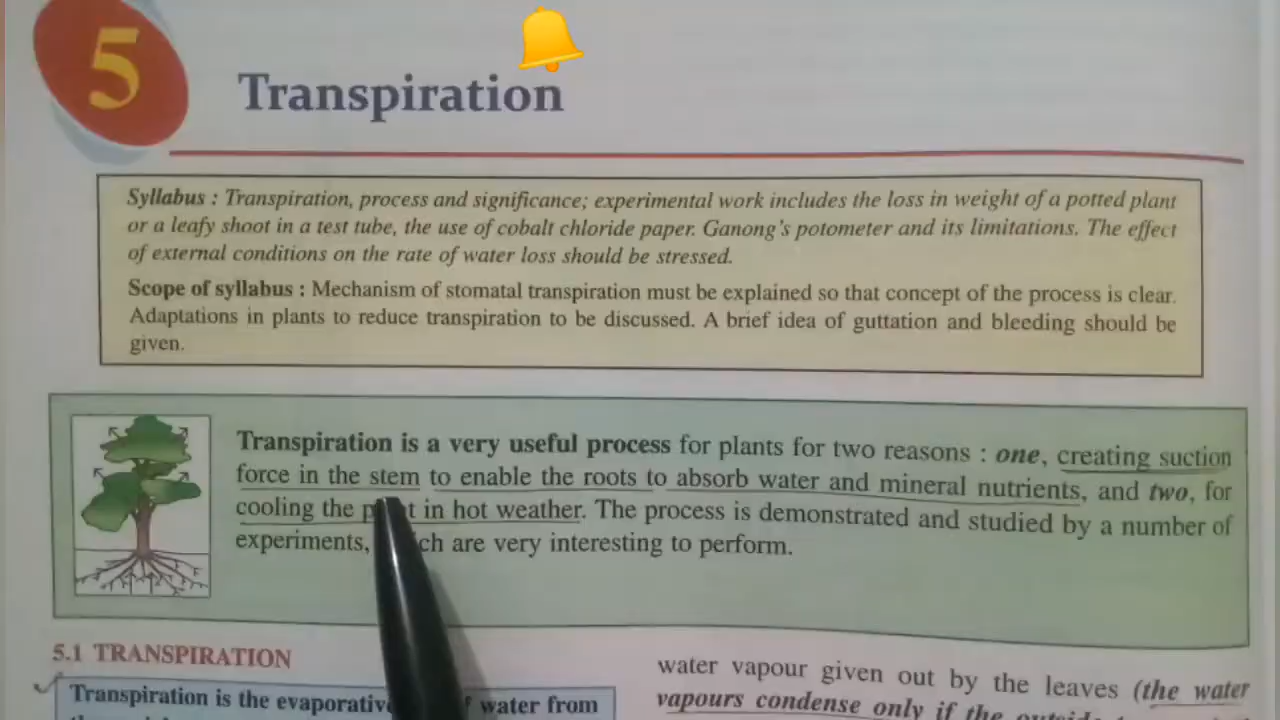 5
Transpiration
Syllabus : Transpiration, process and significance; experimental work includes the loss in weight of a potted plant
or a leafy shoot in a test tube, the use of cobalt chloride paper. Ganong's potometer and its limitations. The effect
of external conditions on the rate of water loss should be stressed.
Scope of syllabus : Mechanism of stomatal transpiration must be explained so that concept of the process is clear.
Adaptations in plants to reduce transpiration to be discussed. A brief idea of guttation and bleeding should be
given.
Transpiration is a very useful process for plants for two reasons : one, creating suction
force in the stem to enable the roots to absorb water and mineral nutrients, and two, for
cooling the in hot weather. The process is demonstrated and studied by a number of
experiments, are very interesting to perform.
5.1 TRANSPIRATION
Transpiration is the evaporative water from
water vapour given out by the leaves (the water
vapours condense only if the